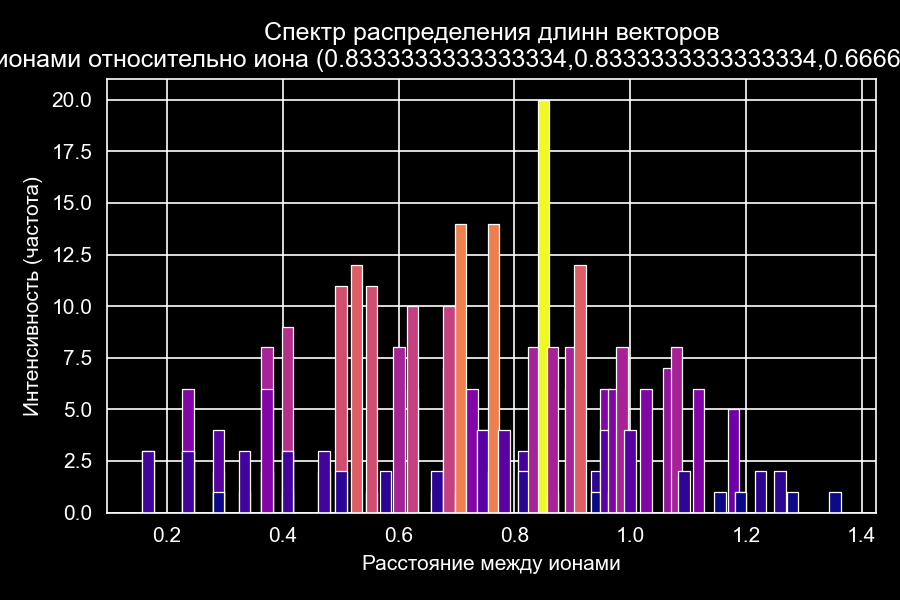 Спектр распределения длинн векторов
ионами относительно иона (0.8333333333333334,0.8333333333333334,0.6666
20.0
17.5
15.0
12.5
10.0
7.5
5.0
2.5
0.0
Интенсивность (частота)
0.2 0.4 0.6 0.8 1.0 1.2 1.4
Расстояние между ионами